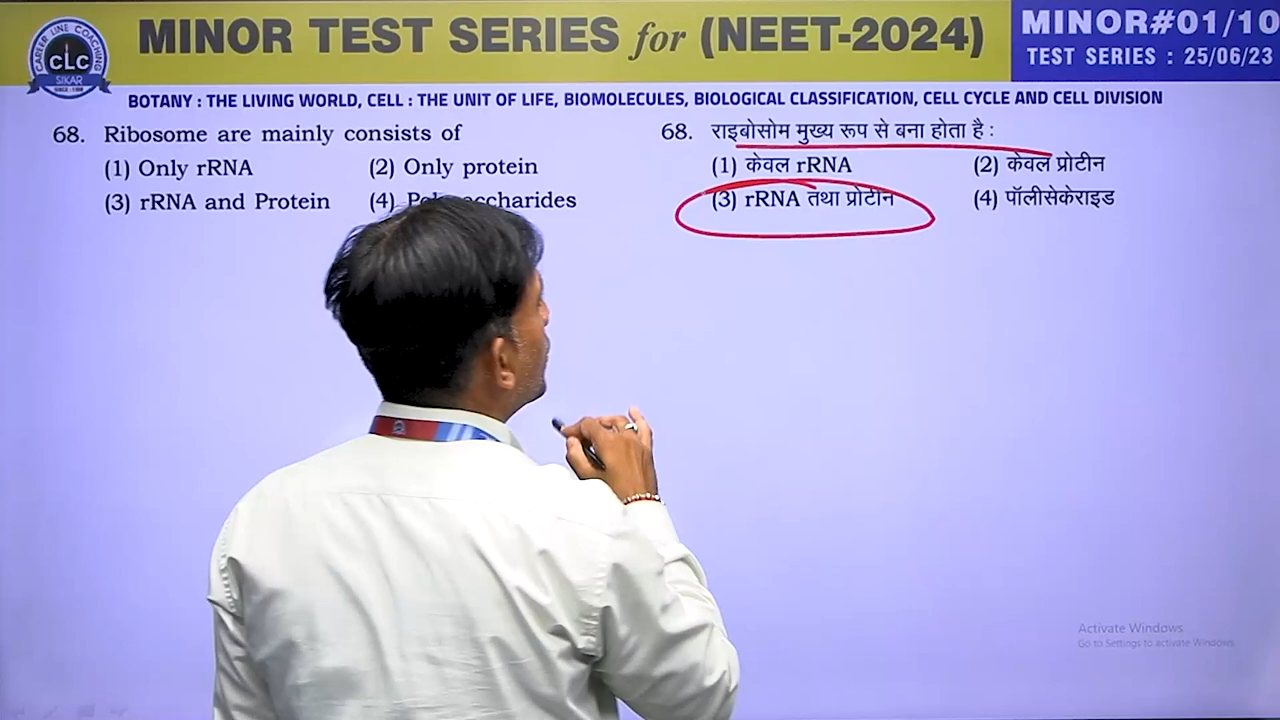 CAREER LINE COACHING
CLC
SIKAR
MINOR TEST SERIES for (NEET-2024)
MINOR#01/10
TEST SERIES : 25/06/23
BOTANY : THE LIVING WORLD, CELL : THE UNIT OF LIFE, BIOMOLECULES, BIOLOGICAL CLASSIFICATION, CELL CYCLE AND CELL DIVISION
68. Ribosome are mainly consists of
(1) Only rRNA (2) Only protein
(3) rRNA and Protein (4) saccharides
68. राइबोसोम मुख्य रूप से बना होता है :
(1) केवल rRNA (2) केवल प्रोटीन
(3) rRNA तथा प्रोटीन (4) पॉलीसेकेराइड
Activate Windows
Go to Settings to activate Windows.